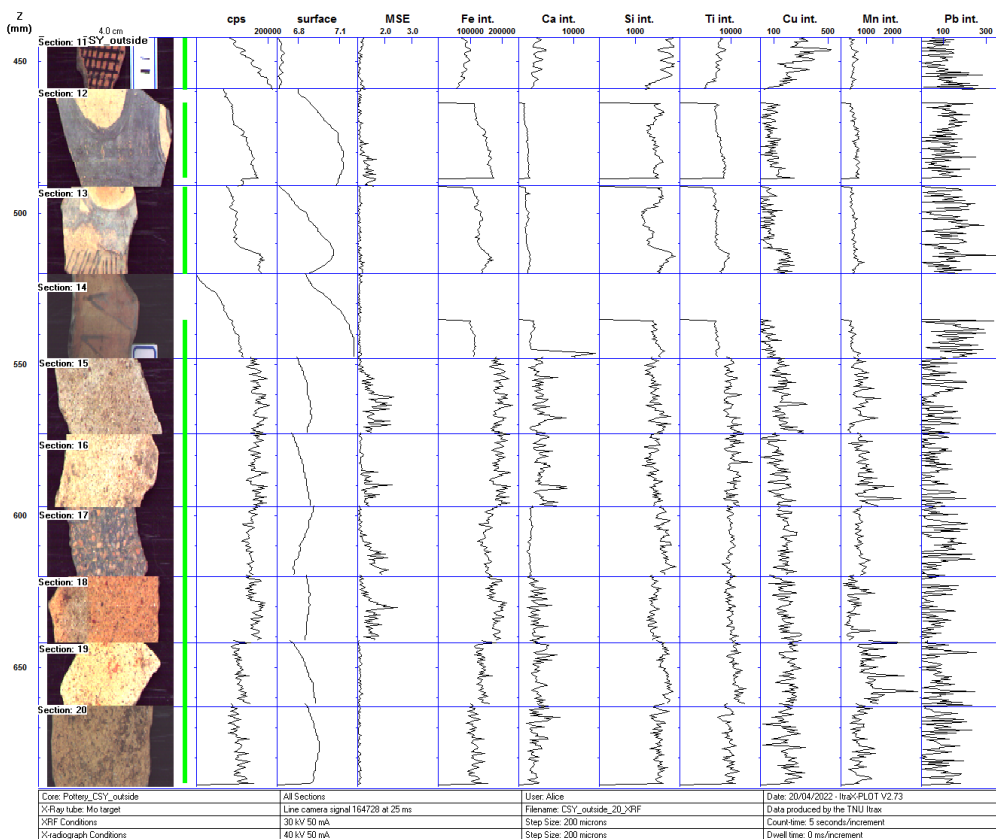 Z
(mm)
cps
surface
MSE
Fe int.
Ca int.
Si int.
Ti int.
Cu int.
Mn int.
Pb int.
4.0 cm
200000
6.8
7.1
2.0
3.0
100000
200000
10000
1000
10000
100
500
1000
2000
100
300
CSY_outside
Section: 11
450
Section: 12
Section: 13
500
Section: 14
550
Section: 15
Section: 16
600
Section: 17
Section: 18
Section: 19
650
Section: 20
Core: Pottery_CSY_outside
All Sections
User: Alice
Date: 20/04/2022 - ItraX-PLOT V2.73
X-Ray tube: Mo target
Line camera signal 164728 at 25 ms
Filename: CSY_outside_20_XRF
Data produced by the TNU Itrax
XRF Conditions
30 kV 50 mA
Step Size: 200 microns
Count-time: 5 seconds/increment
X-radiograph Conditions
40 kV 50 mA
Step Size: 200 microns
Dwell time: 0 ms/increment